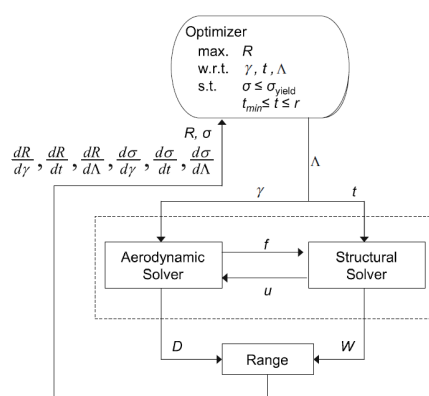 Optimizer
max. R
w.r.t. γ, t, Λ
s.t. σ ≤ σyield
tmin ≤ t ≤ r
R, σ
dR/dγ, dR/dt, dR/dΛ, dσ/dγ, dσ/dt, dσ/dΛ
Λ
γ t
Aerodynamic Solver
f
u
Structural Solver
D
W
Range